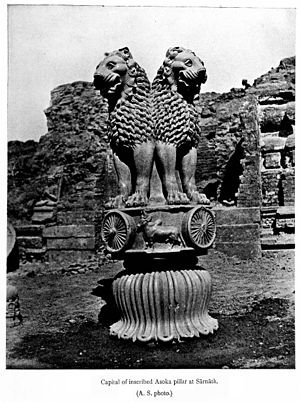 Capital of inscribed Asoka pillar at Sārnāth.
(A. S. photo.)